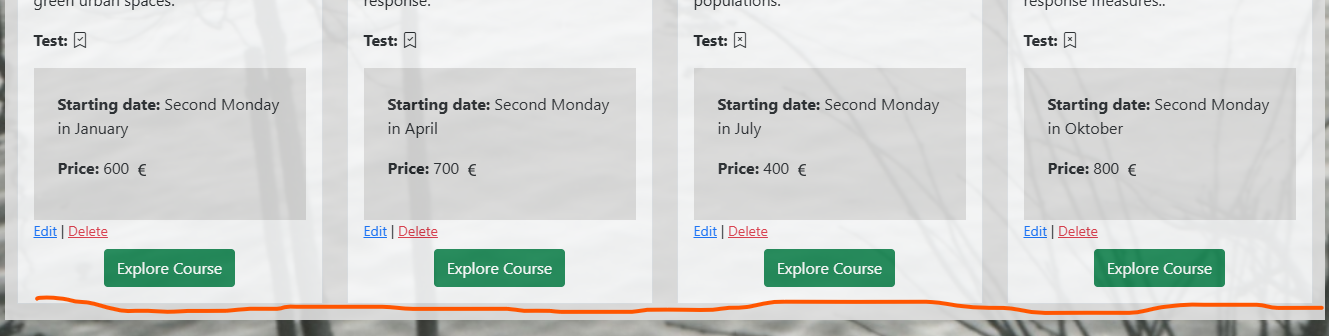 green urban spaces.
Test:
Starting date: Second Monday
in January
Price: 600 €
Edit | Delete
Explore Course
response.
Test:
Starting date: Second Monday
in April
Price: 700 €
Edit | Delete
Explore Course
populations.
Test:
Starting date: Second Monday
in July
Price: 400 €
Edit | Delete
Explore Course
response measures..
Test:
Starting date: Second Monday
in Oktober
Price: 800 €
Edit | Delete
Explore Course